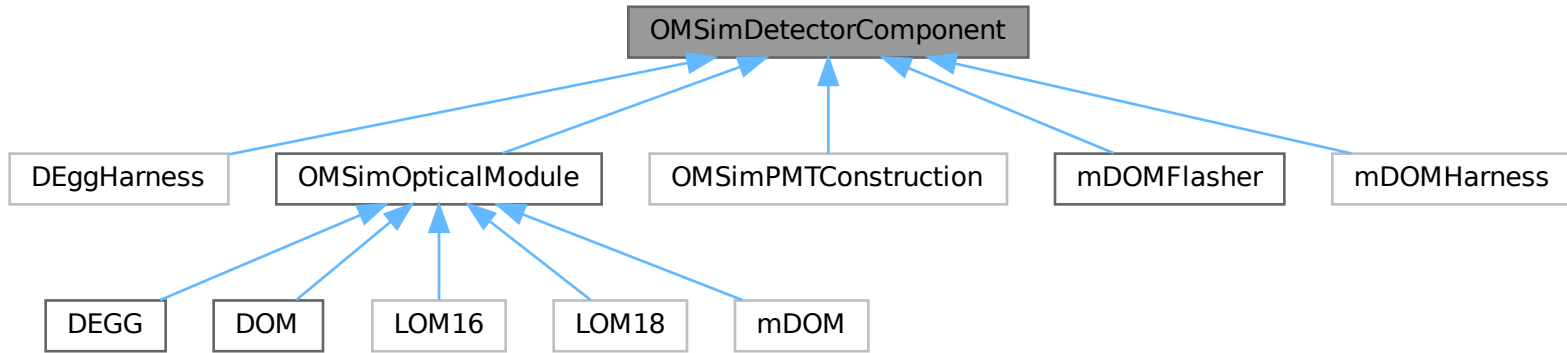 OMSimDetectorComponent
DEggHarness
OMSimOpticalModule
OMSimPMTConstruction
mDOMFlasher
mDOMHarness
DEGG
DOM
LOM16
LOM18
mDOM